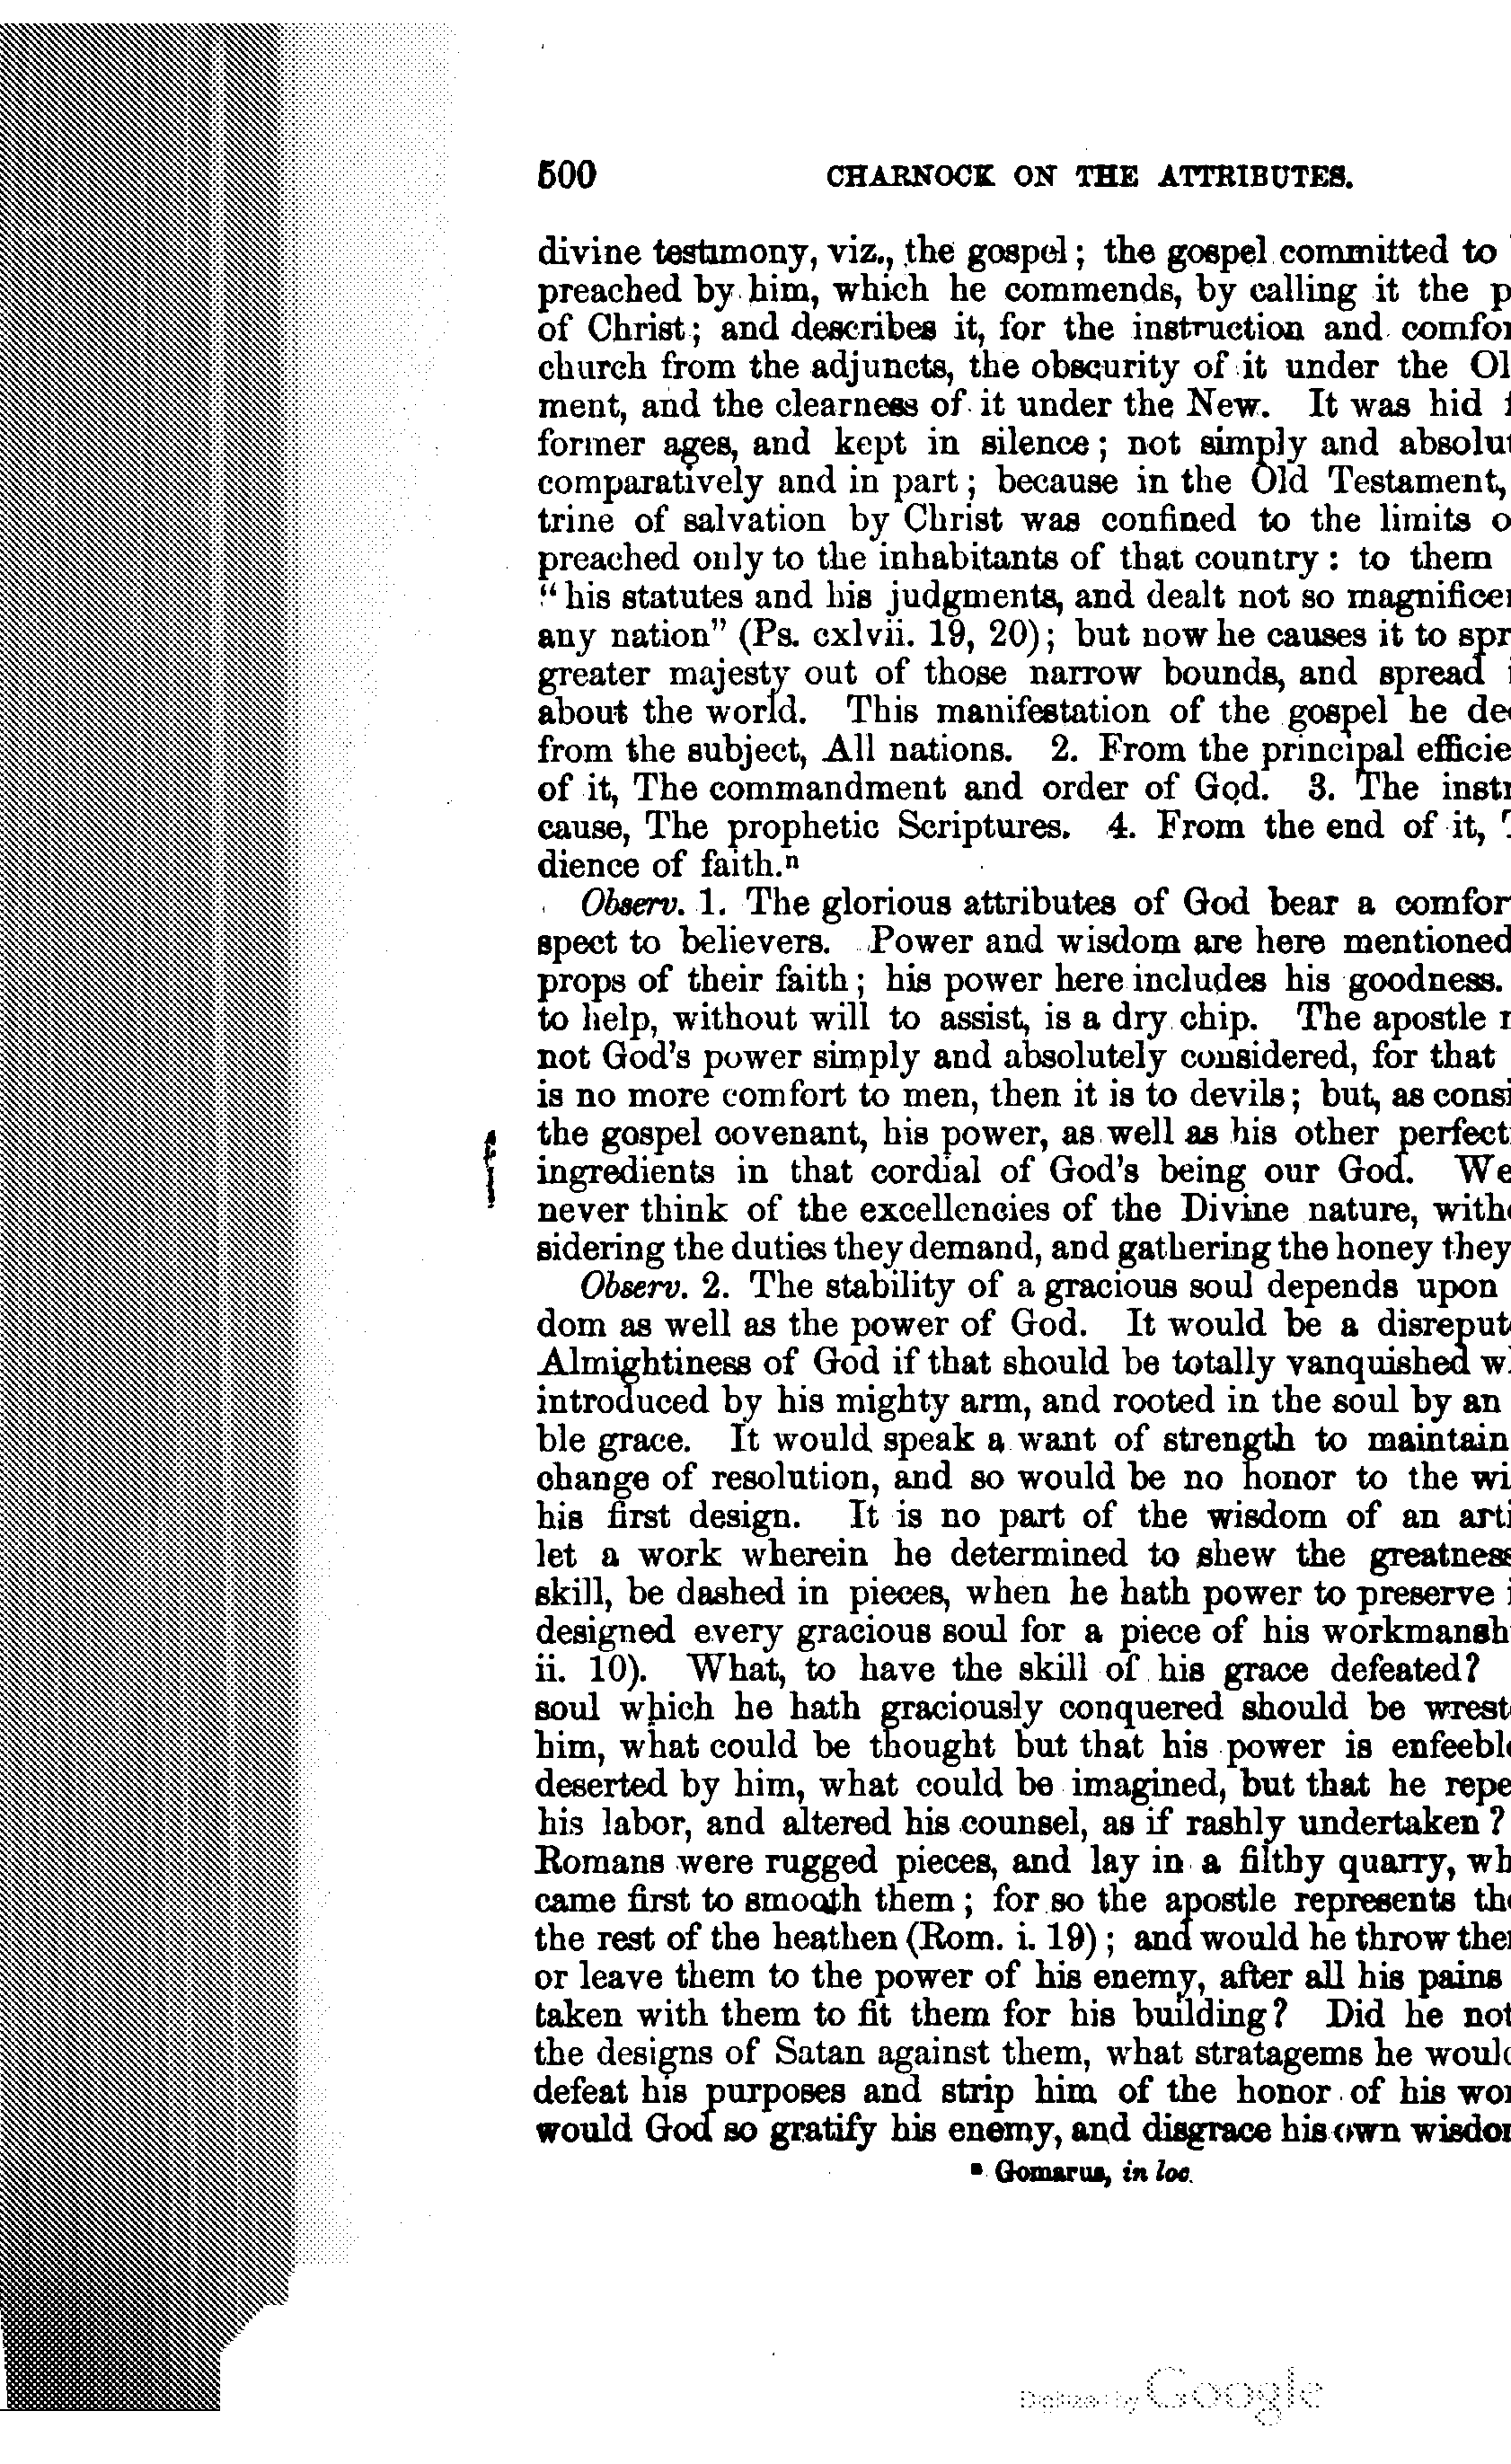 500 CHARNOCK ON THE ATTRIBUTES.
divine testimony, viz., the gospel; the gospel committed to
preached by him, which he commends, by calling it the p
of Christ; and describes it, for the instruction and comfor
church from the adjuncts, the obscurity of it under the Ol
ment, and the clearness of it under the New. It was hid
former ages, and kept in silence; not simply and absolut
comparatively and in part; because in the Old Testament,
trine of salvation by Christ was confined to the limits o
preached only to the inhabitants of that country: to them
“his statutes and his judgments, and dealt not so magnificen
any nation” (Ps. cxlvii. 19, 20); but now he causes it to spr
greater majesty out of those narrow bounds, and spread i
about the world. This manifestation of the gospel he de
from the subject, All nations. 2. From the principal efficie
of it, The commandment and order of God. 3. The instr
cause, The prophetic Scriptures. 4. From the end of it, T
dience of faith.ⁿ
Observ. 1. The glorious attributes of God bear a comfor
spect to believers. Power and wisdom are here mentioned
props of their faith; his power here includes his goodness.
to help, without will to assist, is a dry chip. The apostle r
not God's power simply and absolutely considered, for that
is no more comfort to men, then it is to devils; but, as consi
the gospel covenant, his power, as well as his other perfect
ingredients in that cordial of God's being our God. We
never think of the excellencies of the Divine nature, witho
sidering the duties they demand, and gathering the honey they
Observ. 2. The stability of a gracious soul depends upon
dom as well as the power of God. It would be a disreput
Almightiness of God if that should be totally vanquished wh
introduced by his mighty arm, and rooted in the soul by an
ble grace. It would speak a want of strength to maintain
change of resolution, and so would be no honor to the wi
his first design. It is no part of the wisdom of an arti
let a work wherein he determined to shew the greatness
skill, be dashed in pieces, when he hath power to preserve i
designed every gracious soul for a piece of his workmansh
ii. 10). What, to have the skill of his grace defeated?
soul which he hath graciously conquered should be wrest
him, what could be thought but that his power is enfeeble
deserted by him, what could be imagined, but that he repe
his labor, and altered his counsel, as if rashly undertaken?
Romans were rugged pieces, and lay in a filthy quarry, wh
came first to smooth them; for so the apostle represents the
the rest of the heathen (Rom. i. 19); and would he throw the
or leave them to the power of his enemy, after all his pains
taken with them to fit them for his building? Did he not
the designs of Satan against them, what stratagems he would
defeat his purposes and strip him of the honor of his wor
would God so gratify his enemy, and disgrace his own wisdom
ⁿ Gomarus, in loc.
Digitized by Google